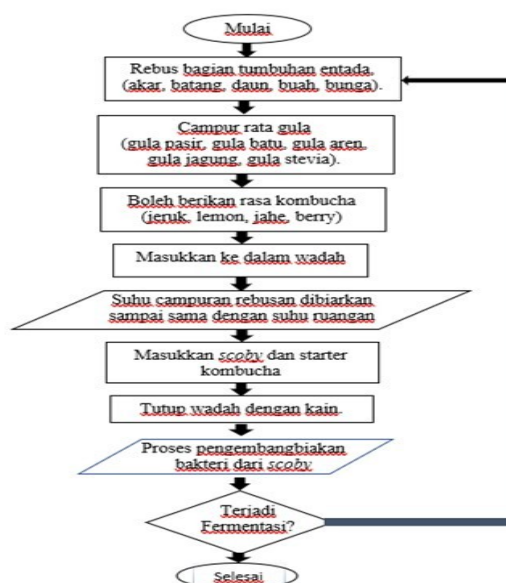 Mulai
Rebus bagian tumbuhan entada,
(akar, batang, daun, buah, bunga).
Campur rata gula
(gula pasir, gula batu, gula aren,
gula jagung, gula stevia).
Boleh berikan rasa kombucha
(jeruk, lemon, jahe, berry)
Masukkan ke dalam wadah
Suhu campuran rebusan dibiarkan
sampai sama dengan suhu ruangan
Masukkan scoby dan starter
kombucha
Tutup wadah dengan kain.
Proses pengembangbiakan
bakteri dari scoby
Terjadi
Fermentasi?
Selesai